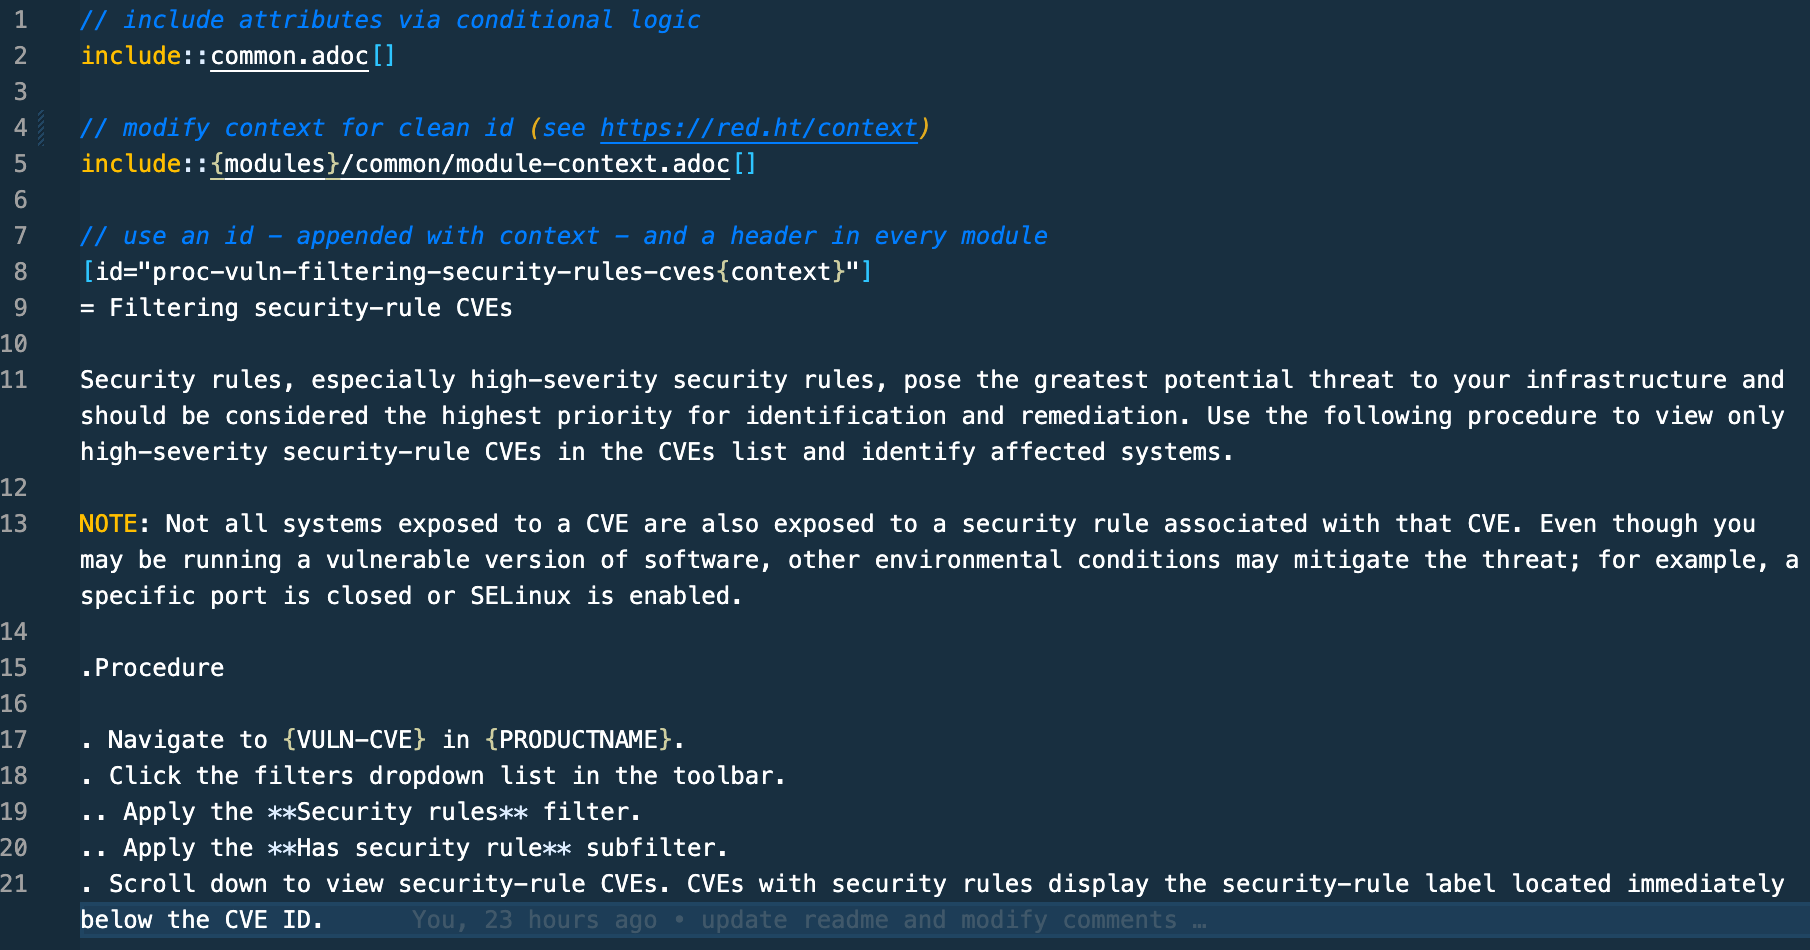 1 // include attributes via conditional logic
2 include::common.adoc[]
3
4 // modify context for clean id (see https://red.ht/context)
5 include::{modules}/common/module-context.adoc[]
6
7 // use an id – appended with context – and a header in every module
8 [id="proc-vuln-filtering-security-rules-cves{context}"]
9 = Filtering security-rule CVEs
10
11 Security rules, especially high-severity security rules, pose the greatest potential threat to your infrastructure and
should be considered the highest priority for identification and remediation. Use the following procedure to view only
high-severity security-rule CVEs in the CVEs list and identify affected systems.
12
13 NOTE: Not all systems exposed to a CVE are also exposed to a security rule associated with that CVE. Even though you
may be running a vulnerable version of software, other environmental conditions may mitigate the threat; for example, a
specific port is closed or SELinux is enabled.
14
15 .Procedure
16
17 . Navigate to {VULN-CVE} in {PRODUCTNAME}.
18 . Click the filters dropdown list in the toolbar.
19 .. Apply the **Security rules** filter.
20 .. Apply the **Has security rule** subfilter.
21 . Scroll down to view security-rule CVEs. CVEs with security rules display the security-rule label located immediately
below the CVE ID. You, 23 hours ago • update readme and modify comments …